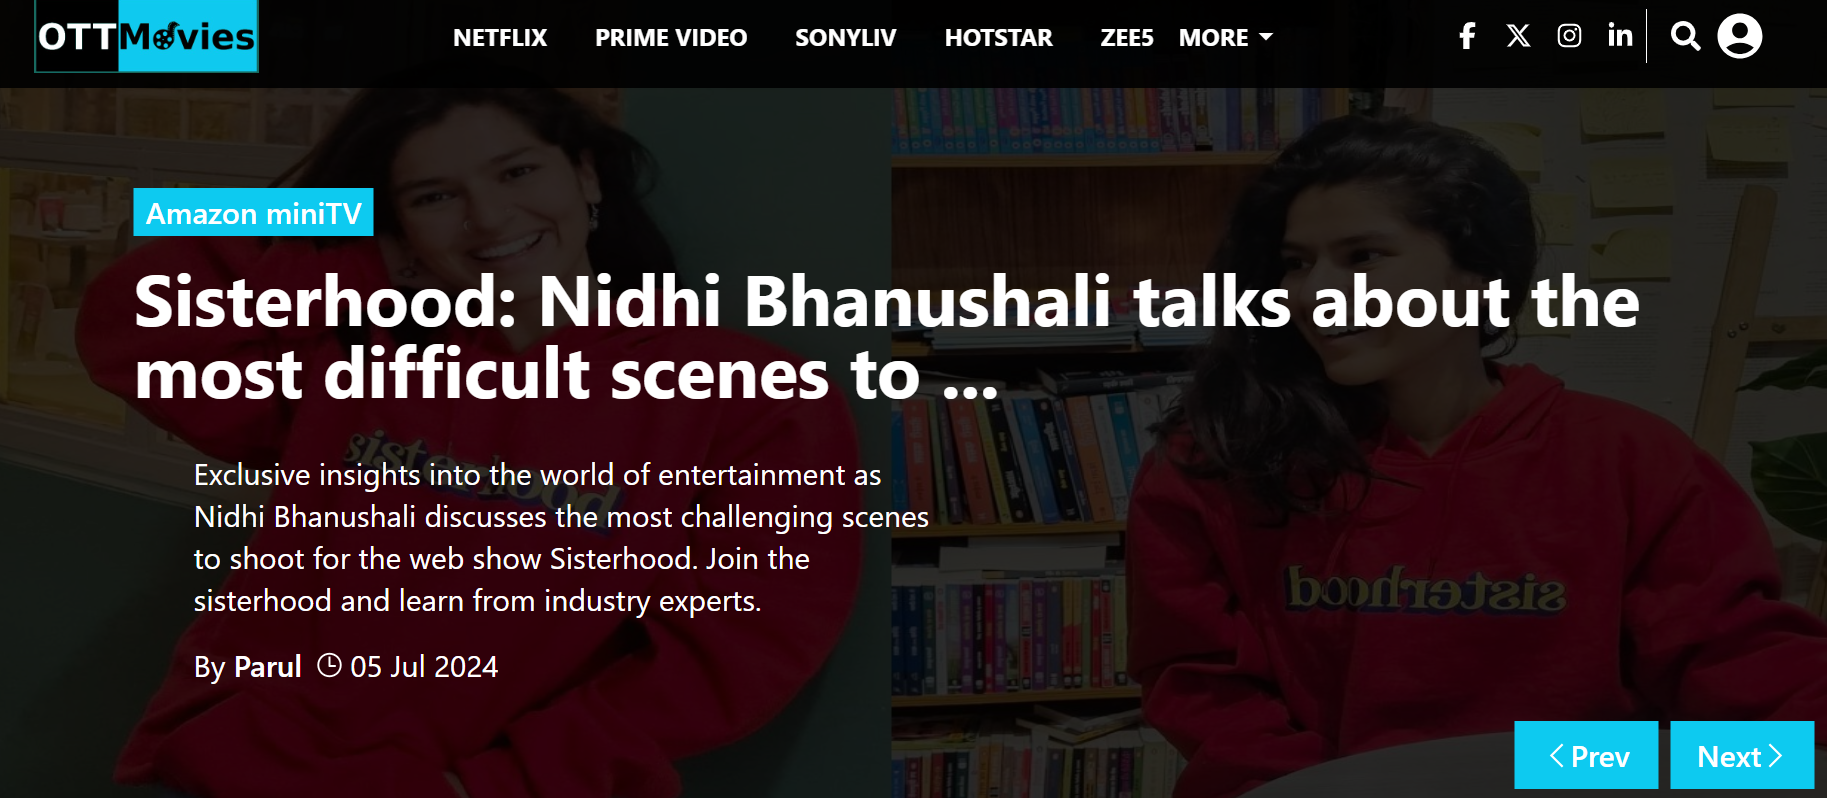 OTTMovies
NETFLIX PRIME VIDEO SONYLIV HOTSTAR ZEE5 MORE
Amazon miniTV
Sisterhood: Nidhi Bhanushali talks about the
most difficult scenes to ...
sisterhood
Exclusive insights into the world of entertainment as
Nidhi Bhanushali discusses the most challenging scenes
to shoot for the web show Sisterhood. Join the
sisterhood and learn from industry experts.
sisterhood
By Parul 05 Jul 2024
Prev Next